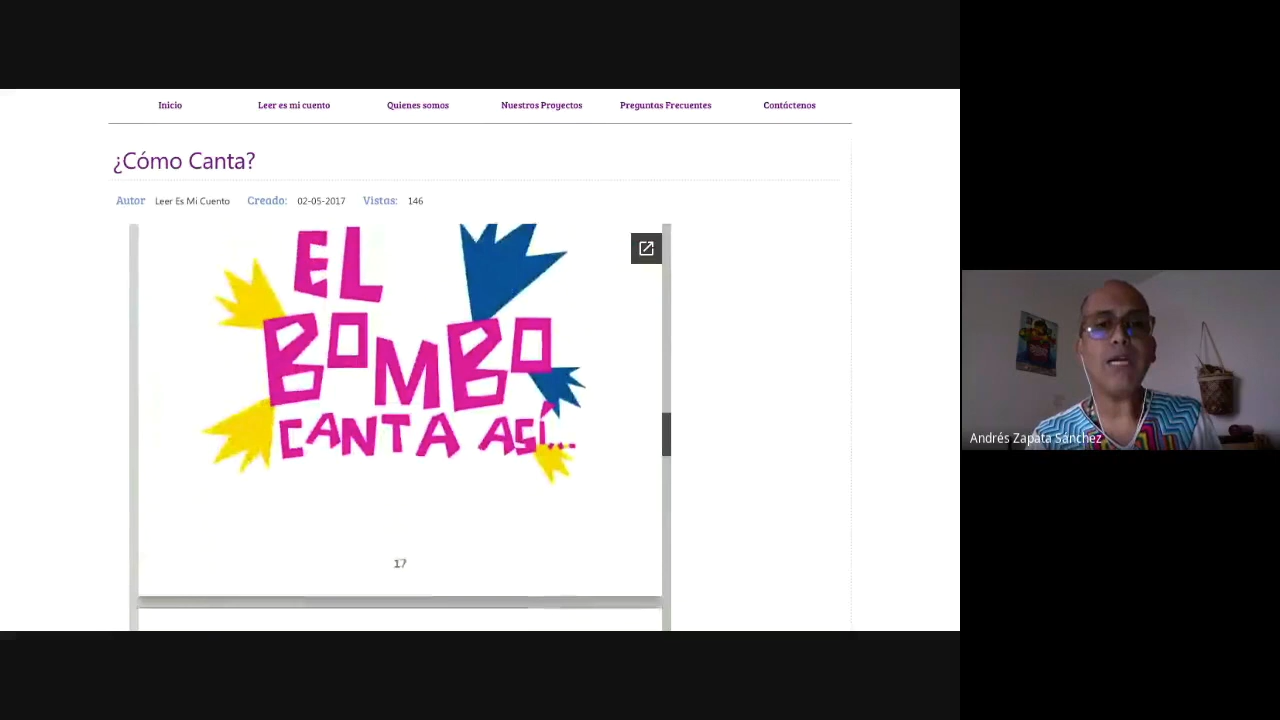 Inicio Leer es mi cuento Quienes somos Nuestros Proyectos Preguntas Frecuentes Contáctenos
¿Cómo Canta?
Autor Leer Es Mi Cuento Creado: 02-05-2017 Vistas: 146
EL
BOMBO
CANTA ASÍ...
17
Andrés Zapata Sánchez